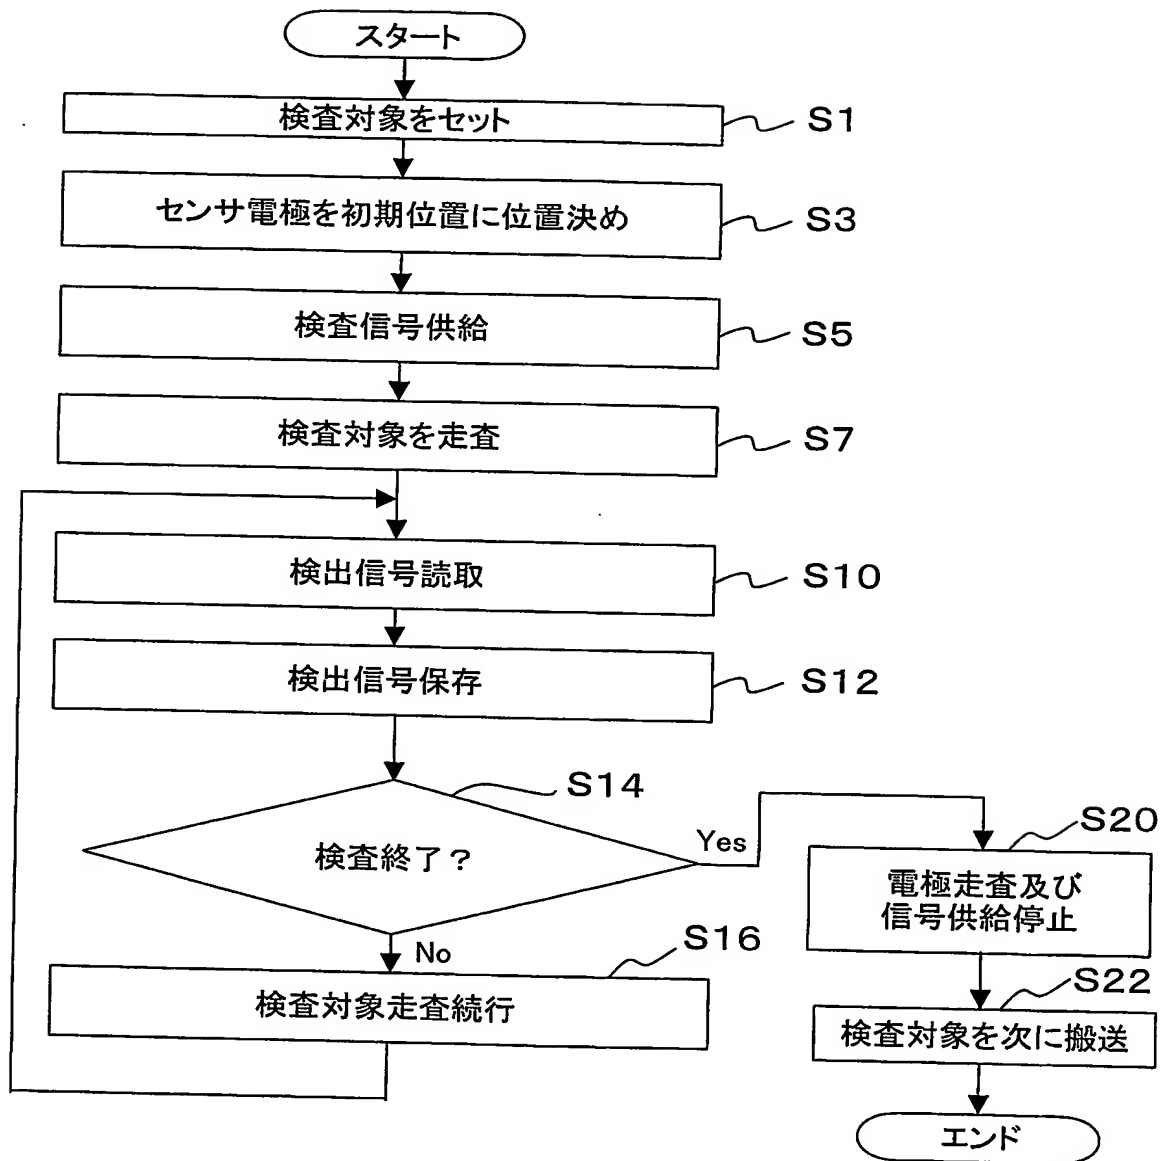 スタート
検査対象をセット
S1
センサ電極を初期位置に位置決め
S3
検査信号供給
S5
検査対象を走査
S7
検出信号読取
S10
検出信号保存
S12
S14
検査終了?
Yes
No
S16
検査対象走査続行
S20
電極走査及び
信号供給停止
S22
検査対象を次に搬送
エンド